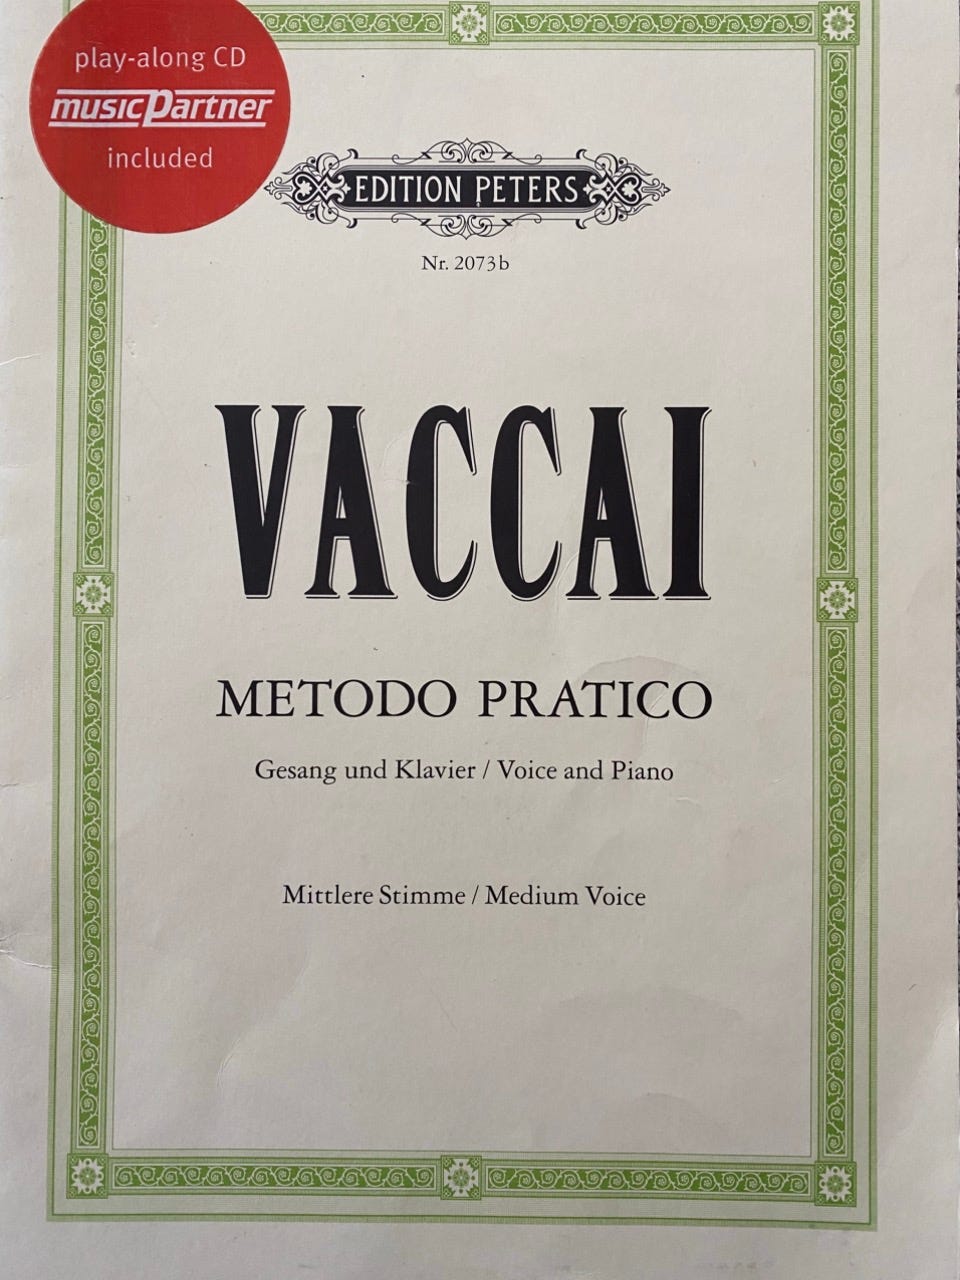 play-along CD
musicPartner
included
EDITION PETERS
Nr. 2073b
VACCAI
METODO PRATICO
Gesang und Klavier / Voice and Piano
Mittlere Stimme / Medium Voice